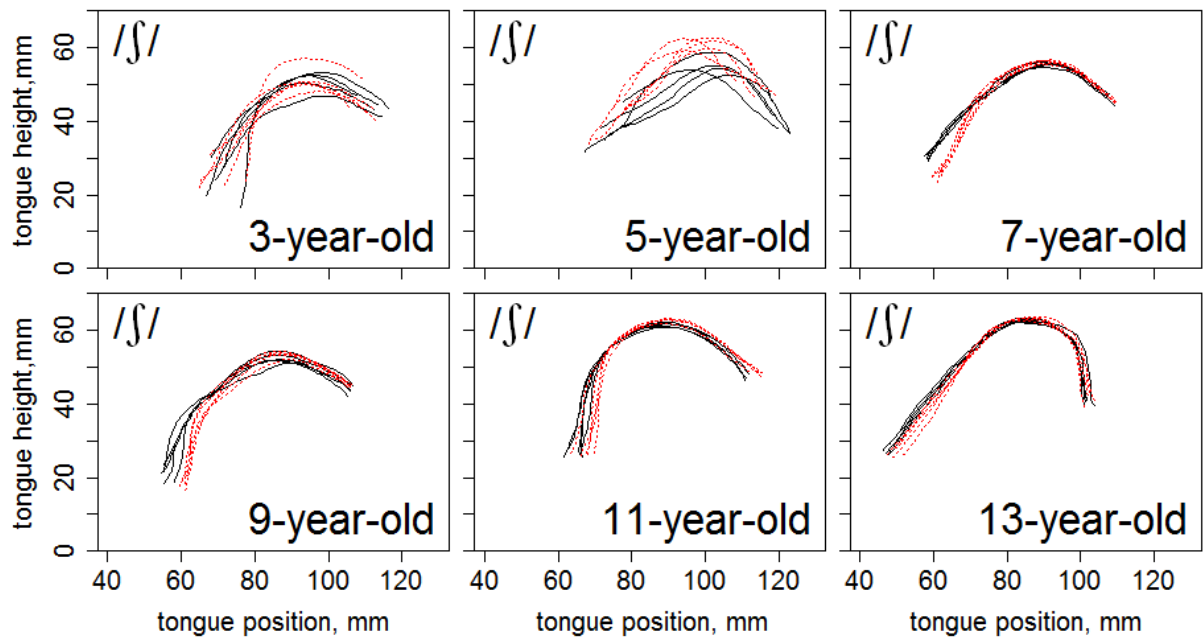 /ʃ/ /ʃ/ /ʃ/
tongue height,mm
0 20 40 60
3-year-old 5-year-old 7-year-old
/ʃ/ /ʃ/ /ʃ/
tongue height,mm
0 20 40 60
9-year-old 11-year-old 13-year-old
40 60 80 100 120 40 60 80 100 120 40 60 80 100 120
tongue position, mm tongue position, mm tongue position, mm